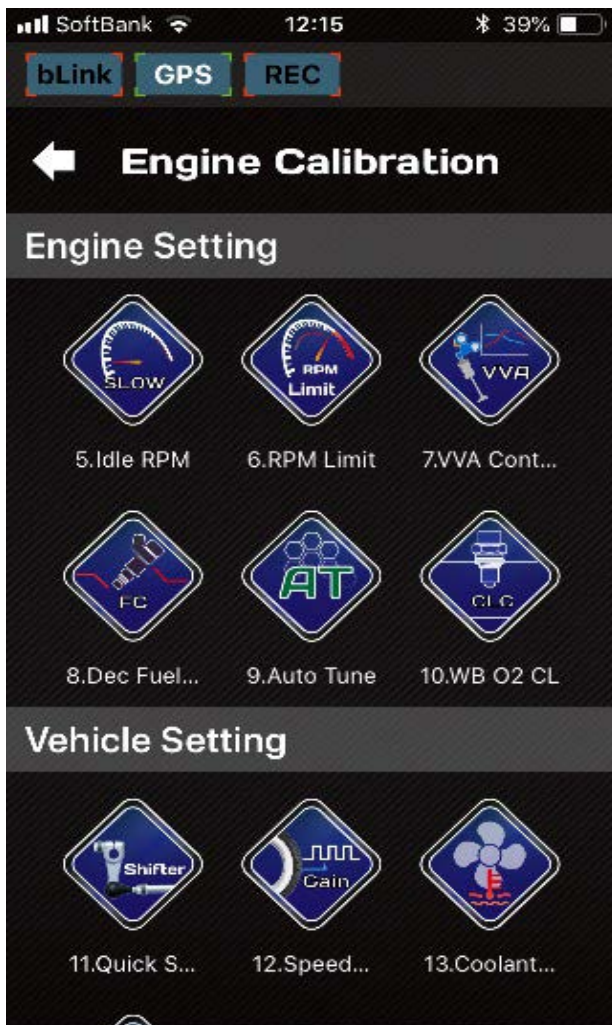 SoftBank 12:15 39%
bLink GPS REC
Engine Calibration
Engine Setting
SLOW RPM Limit VVA
5.Idle RPM 6.RPM Limit 7.VVA Cont...
FC AT CLC
8.Dec Fuel... 9.Auto Tune 10.WB O2 CL
Vehicle Setting
Shifter Gain
11.Quick S... 12.Speed... 13.Coolant...